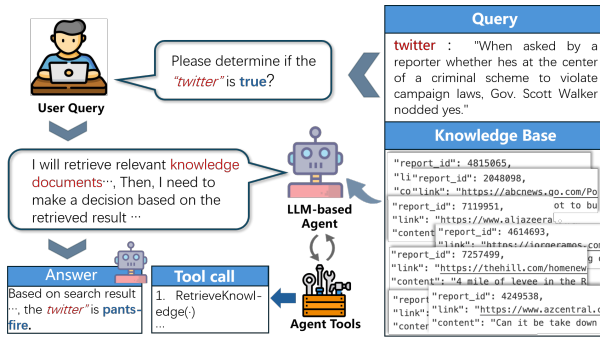 Query
twitter : "When asked by a
reporter whether hes at the center
of a criminal scheme to violate
campaign laws, Gov. Scott Walker
nodded yes."
Please determine if the
"twitter" is true?
User Query
Knowledge Base
"report_id": 4815065,
"report_id": 2048098,
"link": "https://abcnews.go.com/Po
"report_id": 7119951,
ot to bu
"link": "https://www.aljazeera
"content
"report_id": 4614693,
"link": "https://jorgeramos.com
"report_id": 7257499,
"link": "https://thehill.com/homenew
"content": "4 mile of levee in the R
"report_id": 4249538,
"link": "https://www.azcentral.c
"content": "Can it be take down
I will retrieve relevant knowledge
documents···, Then, I need to
make a decision based on the
retrieved result ···
LLM-based
Agent
Answer
Based on search result
···, the "twitter" is pants-
fire.
Tool call
1. RetrieveKnowl-
edge(·)
...
Agent Tools